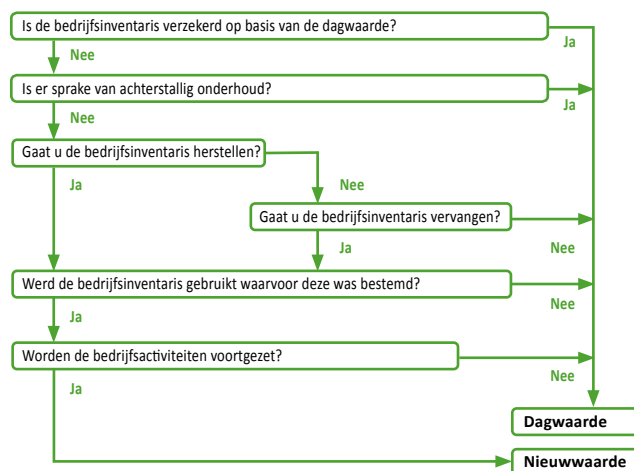 Is de bedrijfsinventaris verzekerd op basis van de dagwaarde?
Ja
Nee
Is er sprake van achterstallig onderhoud?
Ja
Nee
Gaat u de bedrijfsinventaris herstellen?
Ja
Nee
Gaat u de bedrijfsinventaris vervangen?
Ja
Nee
Werd de bedrijfsinventaris gebruikt waarvoor deze was bestemd?
Nee
Ja
Worden de bedrijfsactiviteiten voortgezet?
Nee
Ja
Dagwaarde
Nieuwwaarde